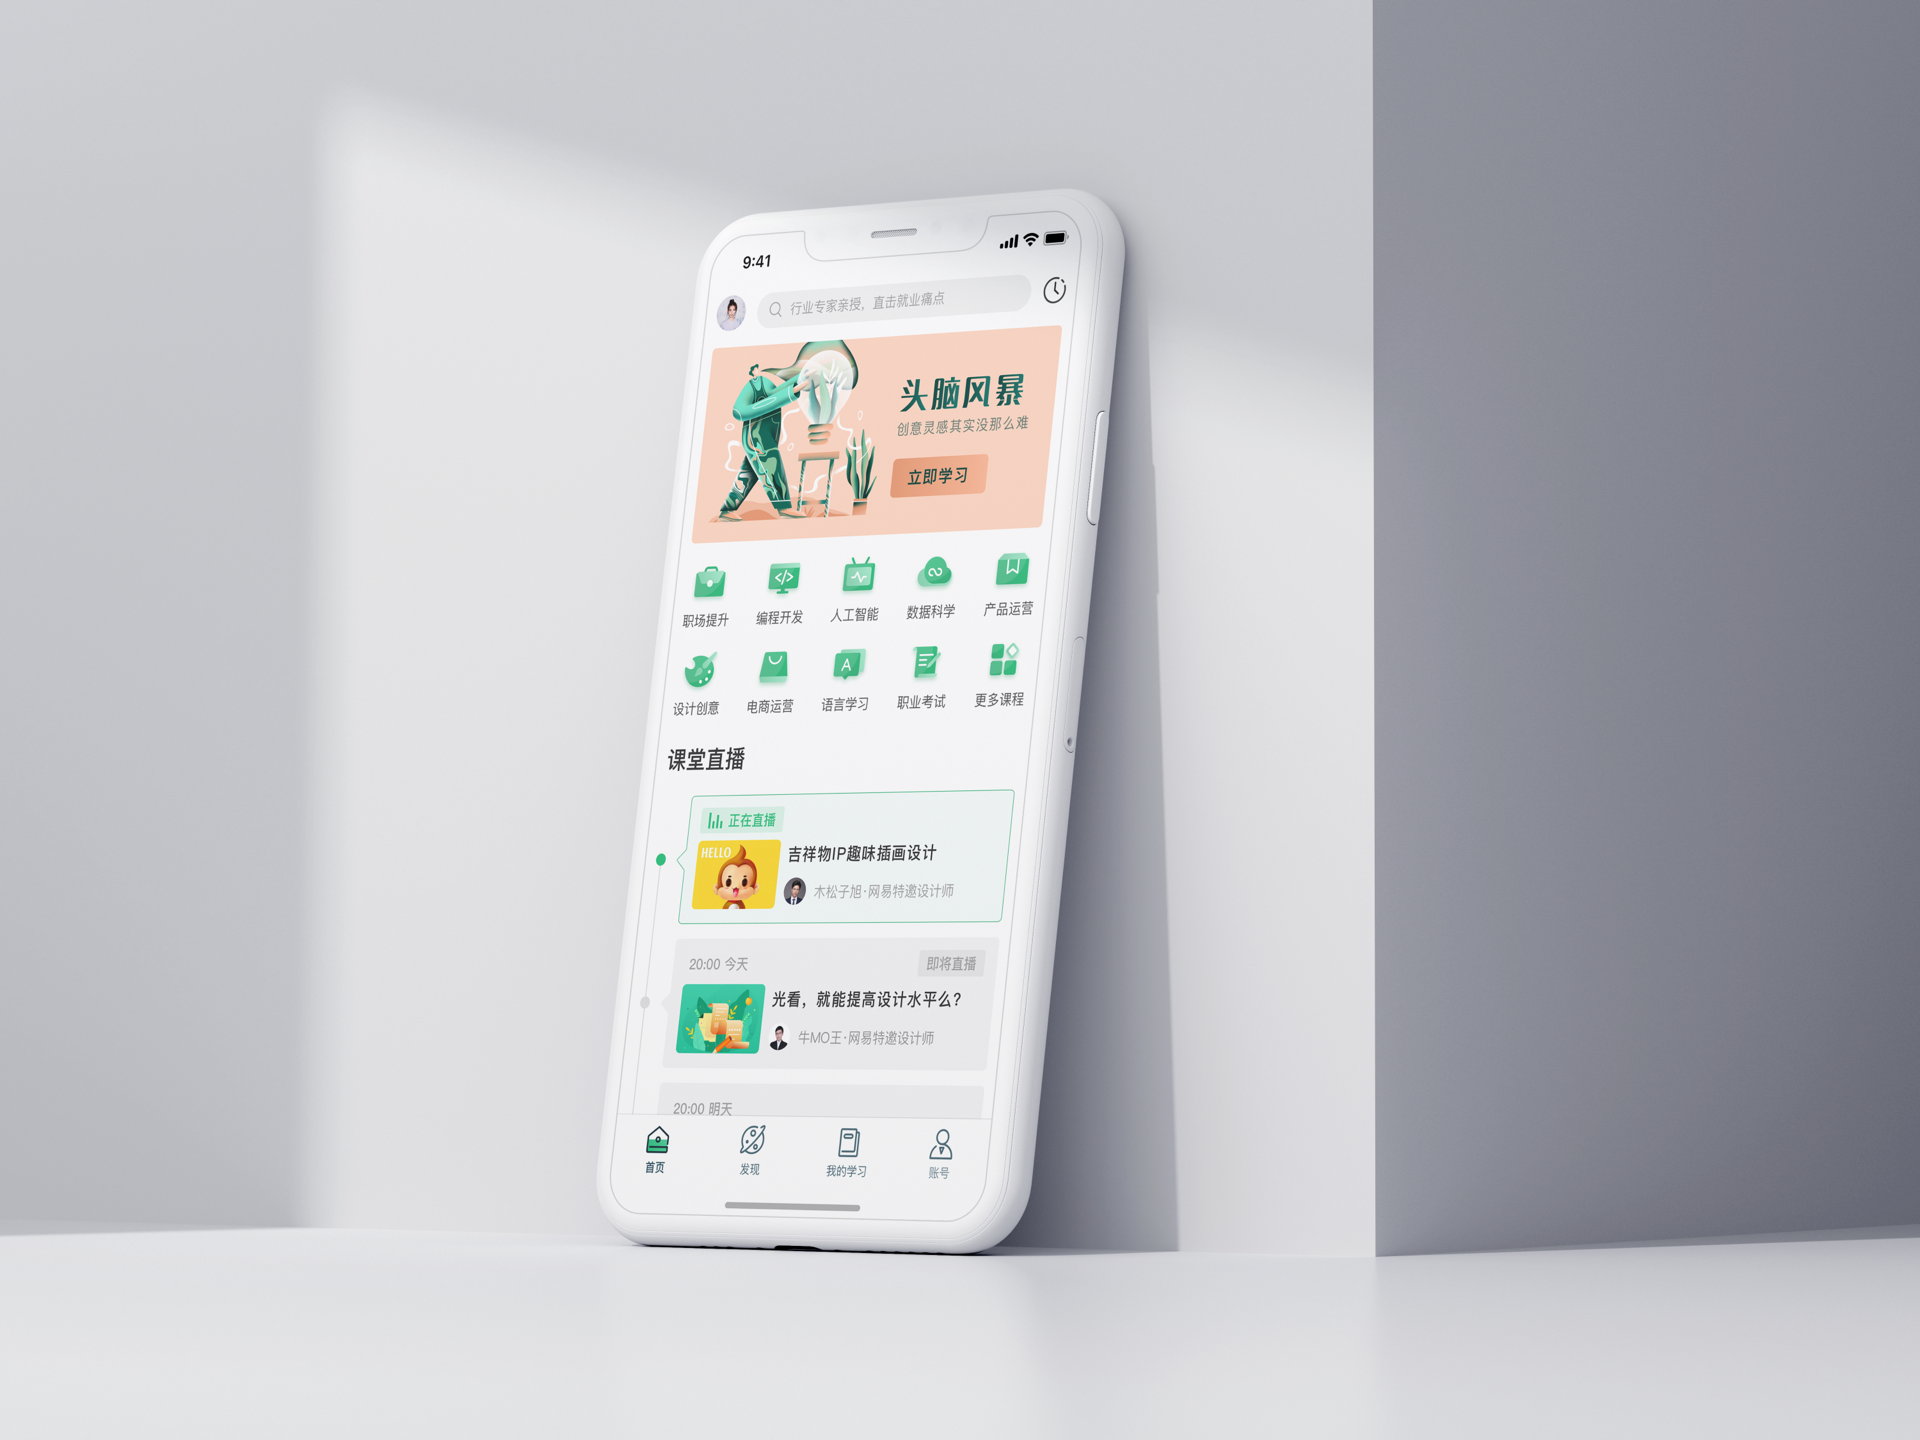 9:41
行业专家亲授，直击就业痛点
头脑风暴
创意灵感其实没那么难
立即学习
职场提升
编程开发
人工智能
数据科学
产品运营
设计创意
电商运营
A
语言学习
职业考试
更多课程
课堂直播
正在直播
HELLO
吉祥物IP趣味插画设计
木松子旭·网易特邀设计师
20:00 今天
即将直播
光看，就能提高设计水平么？
牛MO王·网易特邀设计师
20:00 明天
首页
发现
我的学习
账号